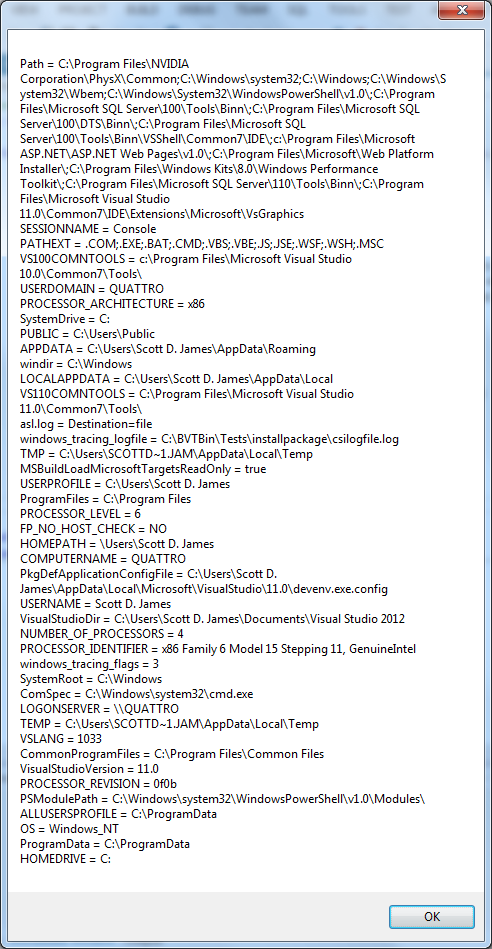 Path = C:\Program Files\NVIDIA
Corporation\PhysX\Common;C:\Windows\system32;C:\Windows;C:\Windows\S
ystem32\Wbem;C:\Windows\System32\WindowsPowerShell\v1.0\;C:\Program
Files\Microsoft SQL Server\100\Tools\Binn\;C:\Program Files\Microsoft SQL
Server\100\DTS\Binn\;C:\Program Files\Microsoft SQL
Server\100\Tools\Binn\VSShell\Common7\IDE\;c:\Program Files\Microsoft
ASP.NET\ASP.NET Web Pages\v1.0\;C:\Program Files\Microsoft\Web Platform
Installer\;C:\Program Files\Windows Kits\8.0\Windows Performance
Toolkit\;C:\Program Files\Microsoft SQL Server\110\Tools\Binn\;C:\Program
Files\Microsoft Visual Studio
11.0\Common7\IDE\Extensions\Microsoft\VsGraphics
SESSIONNAME = Console
PATHEXT = .COM;.EXE;.BAT;.CMD;.VBS;.VBE;.JS;.JSE;.WSF;.WSH;.MSC
VS100COMNTOOLS = c:\Program Files\Microsoft Visual Studio
10.0\Common7\Tools\
USERDOMAIN = QUATTRO
PROCESSOR_ARCHITECTURE = x86
SystemDrive = C:
PUBLIC = C:\Users\Public
APPDATA = C:\Users\Scott D. James\AppData\Roaming
windir = C:\Windows
LOCALAPPDATA = C:\Users\Scott D. James\AppData\Local
VS110COMNTOOLS = C:\Program Files\Microsoft Visual Studio
11.0\Common7\Tools\
asl.log = Destination=file
windows_tracing_logfile = C:\BVTBin\Tests\installpackage\csilogfile.log
TMP = C:\Users\SCOTTD~1.JAM\AppData\Local\Temp
MSBuildLoadMicrosoftTargetsReadOnly = true
USERPROFILE = C:\Users\Scott D. James
ProgramFiles = C:\Program Files
PROCESSOR_LEVEL = 6
FP_NO_HOST_CHECK = NO
HOMEPATH = \Users\Scott D. James
COMPUTERNAME = QUATTRO
PkgDefApplicationConfigFile = C:\Users\Scott D.
James\AppData\Local\Microsoft\VisualStudio\11.0\devenv.exe.config
USERNAME = Scott D. James
VisualStudioDir = C:\Users\Scott D. James\Documents\Visual Studio 2012
NUMBER_OF_PROCESSORS = 4
PROCESSOR_IDENTIFIER = x86 Family 6 Model 15 Stepping 11, GenuineIntel
windows_tracing_flags = 3
SystemRoot = C:\Windows
ComSpec = C:\Windows\system32\cmd.exe
LOGONSERVER = \\QUATTRO
TEMP = C:\Users\SCOTTD~1.JAM\AppData\Local\Temp
VSLANG = 1033
CommonProgramFiles = C:\Program Files\Common Files
VisualStudioVersion = 11.0
PROCESSOR_REVISION = 0f0b
PSModulePath = C:\Windows\system32\WindowsPowerShell\v1.0\Modules\
ALLUSERSPROFILE = C:\ProgramData
OS = Windows_NT
ProgramData = C:\ProgramData
HOMEDRIVE = C:
OK